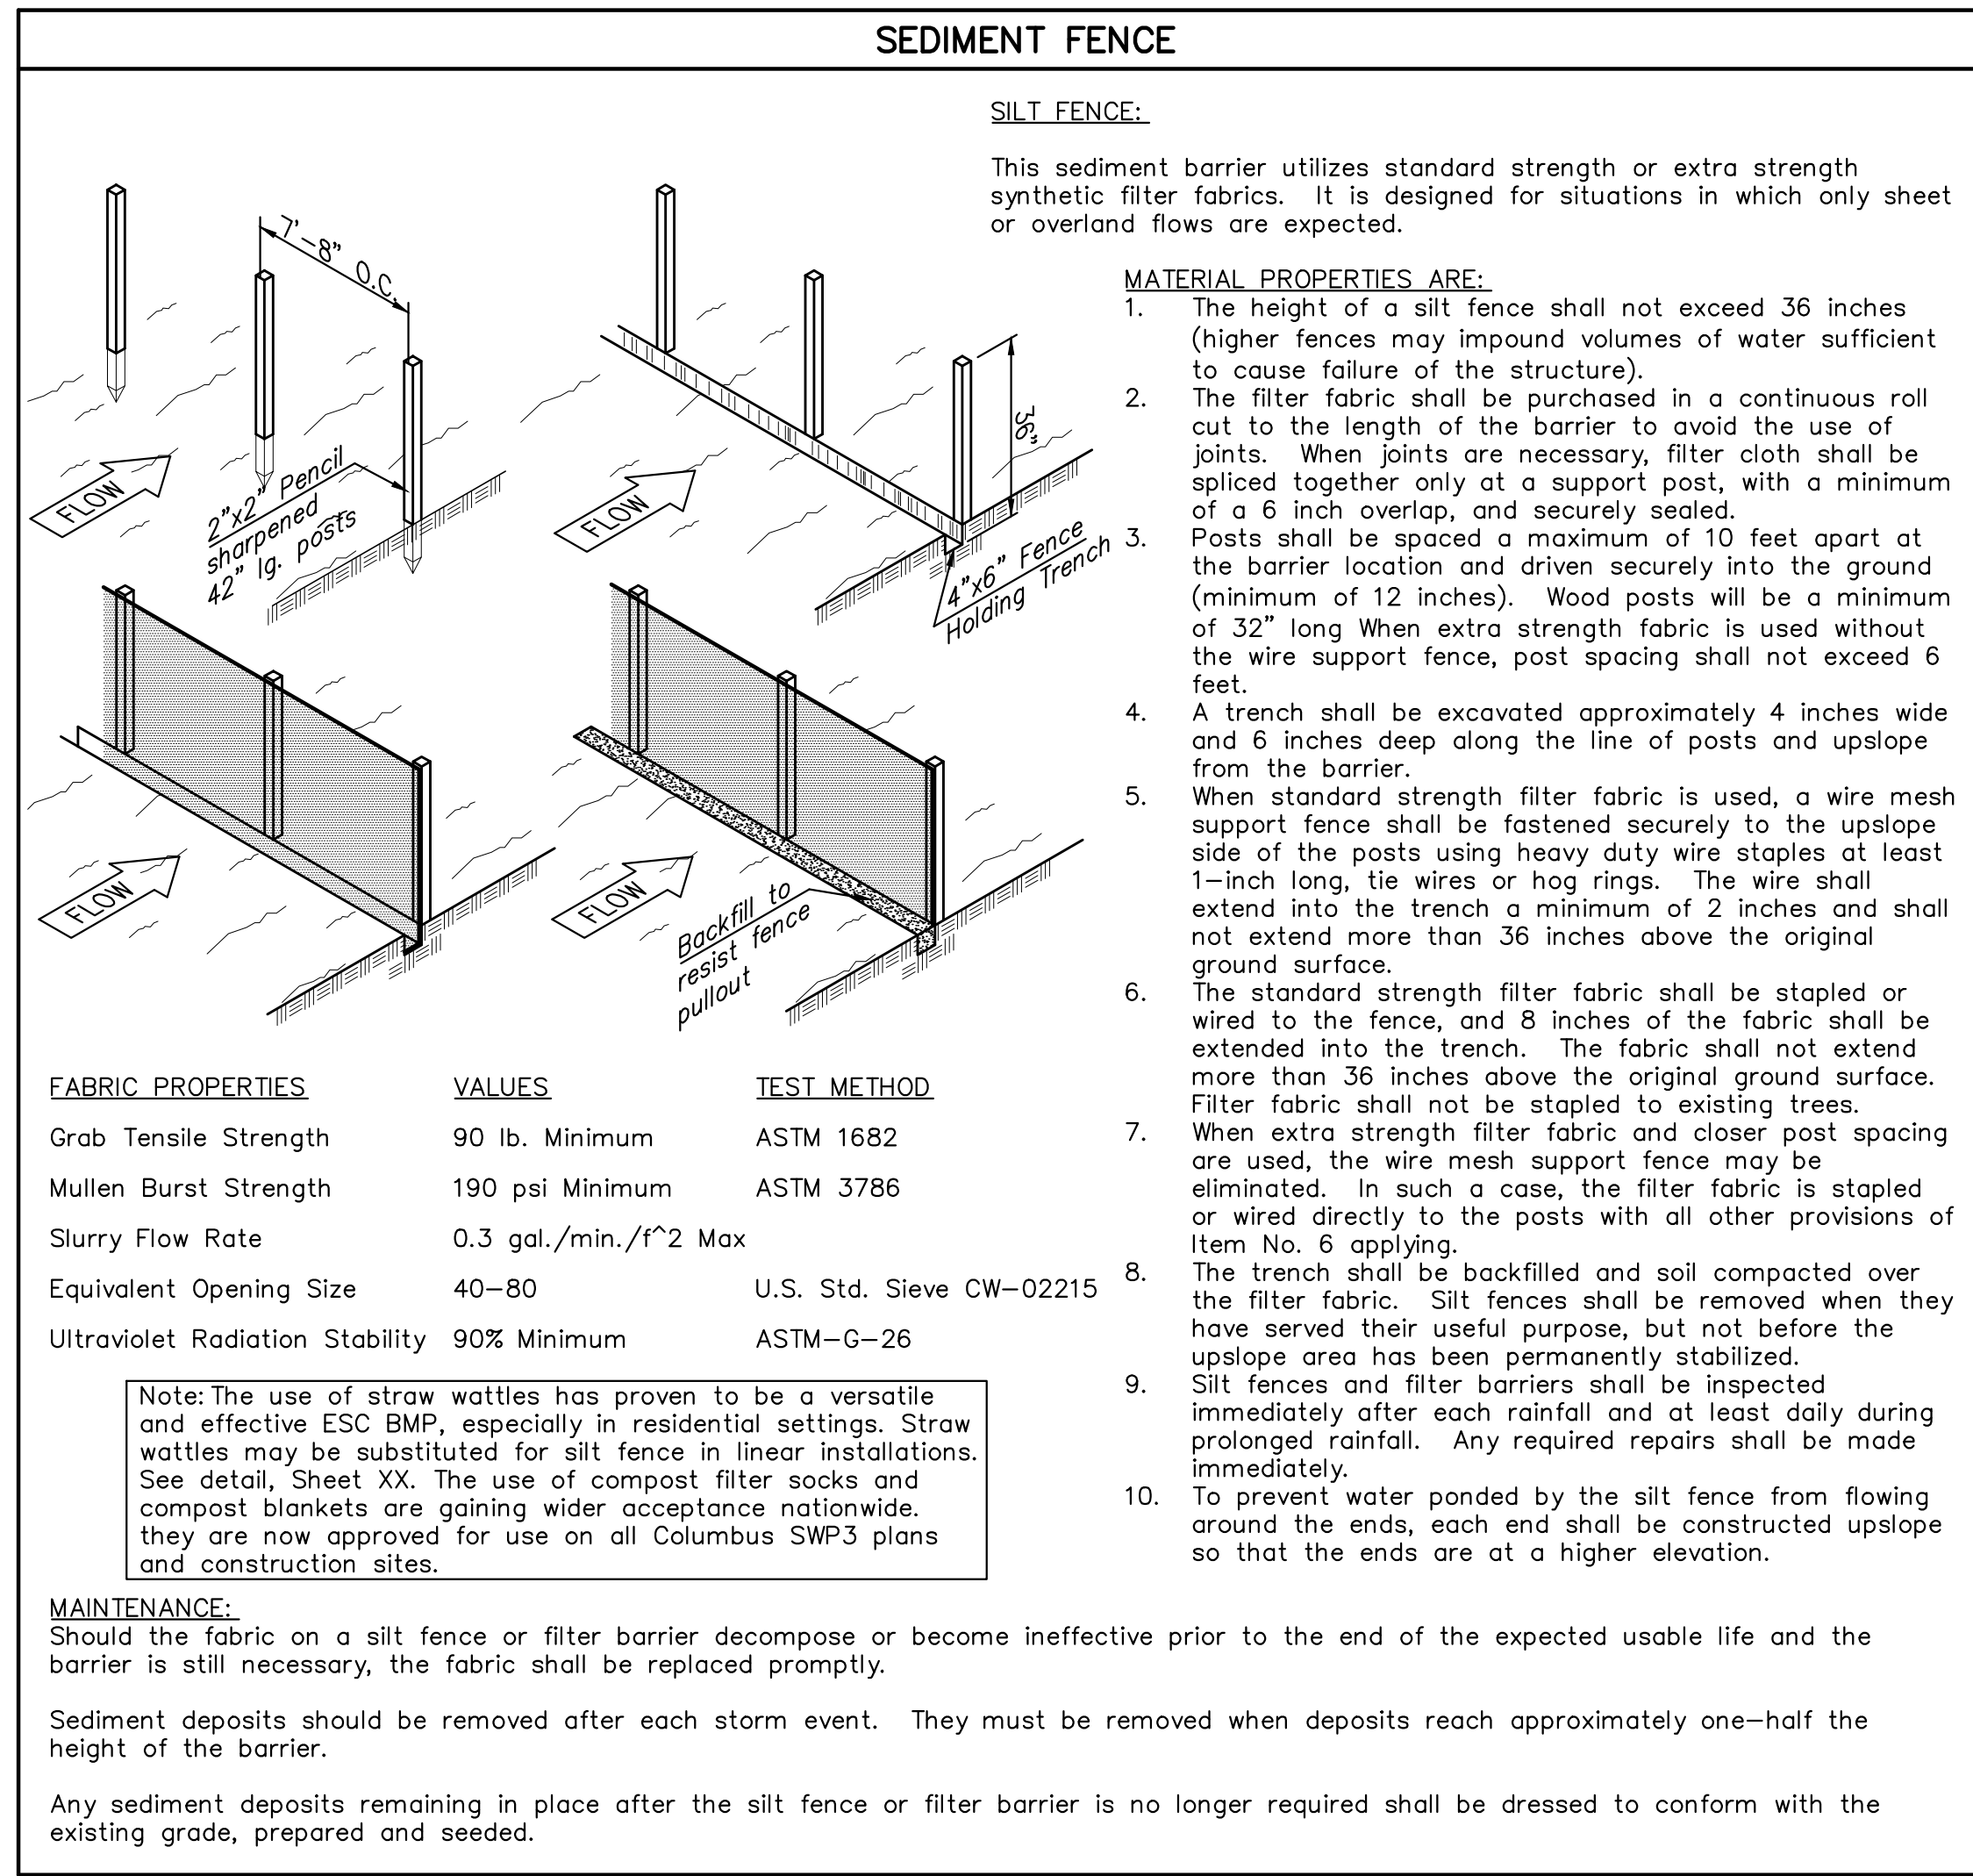 SEDIMENT FENCE
7'-8" O.C.
FLOW
2"x2" Pencil
sharpened
42" lg. posts
36"
FLOW
4"x6" Fence
Holding Trench
FLOW
FLOW
Backfill to
resist fence
pullout
SILT FENCE:
This sediment barrier utilizes standard strength or extra strength
synthetic filter fabrics. It is designed for situations in which only sheet
or overland flows are expected.
MATERIAL PROPERTIES ARE:
1. The height of a silt fence shall not exceed 36 inches
(higher fences may impound volumes of water sufficient
to cause failure of the structure).
2. The filter fabric shall be purchased in a continuous roll
cut to the length of the barrier to avoid the use of
joints. When joints are necessary, filter cloth shall be
spliced together only at a support post, with a minimum
of a 6 inch overlap, and securely sealed.
3. Posts shall be spaced a maximum of 10 feet apart at
the barrier location and driven securely into the ground
(minimum of 12 inches). Wood posts will be a minimum
of 32" long When extra strength fabric is used without
the wire support fence, post spacing shall not exceed 6
feet.
4. A trench shall be excavated approximately 4 inches wide
and 6 inches deep along the line of posts and upslope
from the barrier.
5. When standard strength filter fabric is used, a wire mesh
support fence shall be fastened securely to the upslope
side of the posts using heavy duty wire staples at least
1-inch long, tie wires or hog rings. The wire shall
extend into the trench a minimum of 2 inches and shall
not extend more than 36 inches above the original
ground surface.
6. The standard strength filter fabric shall be stapled or
wired to the fence, and 8 inches of the fabric shall be
extended into the trench. The fabric shall not extend
more than 36 inches above the original ground surface.
Filter fabric shall not be stapled to existing trees.
7. When extra strength filter fabric and closer post spacing
are used, the wire mesh support fence may be
eliminated. In such a case, the filter fabric is stapled
or wired directly to the posts with all other provisions of
Item No. 6 applying.
8. The trench shall be backfilled and soil compacted over
the filter fabric. Silt fences shall be removed when they
have served their useful purpose, but not before the
upslope area has been permanently stabilized.
9. Silt fences and filter barriers shall be inspected
immediately after each rainfall and at least daily during
prolonged rainfall. Any required repairs shall be made
immediately.
10. To prevent water ponded by the silt fence from flowing
around the ends, each end shall be constructed upslope
so that the ends are at a higher elevation.
FABRIC PROPERTIES VALUES TEST METHOD
Grab Tensile Strength 90 lb. Minimum ASTM 1682
Mullen Burst Strength 190 psi Minimum ASTM 3786
Slurry Flow Rate 0.3 gal./min./f^2 Max
Equivalent Opening Size 40-80 U.S. Std. Sieve CW-02215
Ultraviolet Radiation Stability 90% Minimum ASTM-G-26
Note: The use of straw wattles has proven to be a versatile
and effective ESC BMP, especially in residential settings. Straw
wattles may be substituted for silt fence in linear installations.
See detail, Sheet XX. The use of compost filter socks and
compost blankets are gaining wider acceptance nationwide.
they are now approved for use on all Columbus SWP3 plans
and construction sites.
MAINTENANCE:
Should the fabric on a silt fence or filter barrier decompose or become ineffective prior to the end of the expected usable life and the
barrier is still necessary, the fabric shall be replaced promptly.
Sediment deposits should be removed after each storm event. They must be removed when deposits reach approximately one-half the
height of the barrier.
Any sediment deposits remaining in place after the silt fence or filter barrier is no longer required shall be dressed to conform with the
existing grade, prepared and seeded.